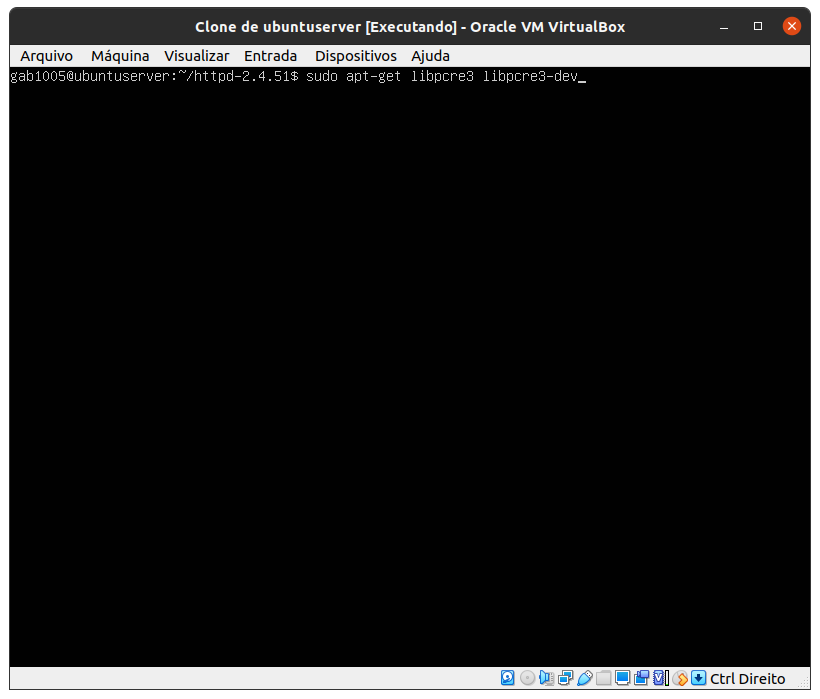 Clone de ubuntuserver [Executando] - Oracle VM VirtualBox
Arquivo Máquina Visualizar Entrada Dispositivos Ajuda
gab1005@ubuntuserver:~/httpd-2.4.51$ sudo apt-get libpcre3 libpcre3-dev_
Ctrl Direito